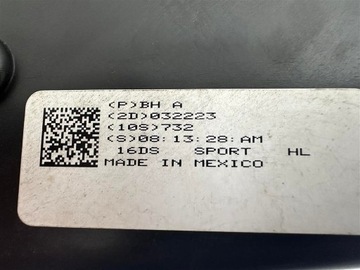 (P)BH A
(2D)032223
(10S)732
(S)08:13:28:AM
16DS SPORT HL
MADE IN MEXICO